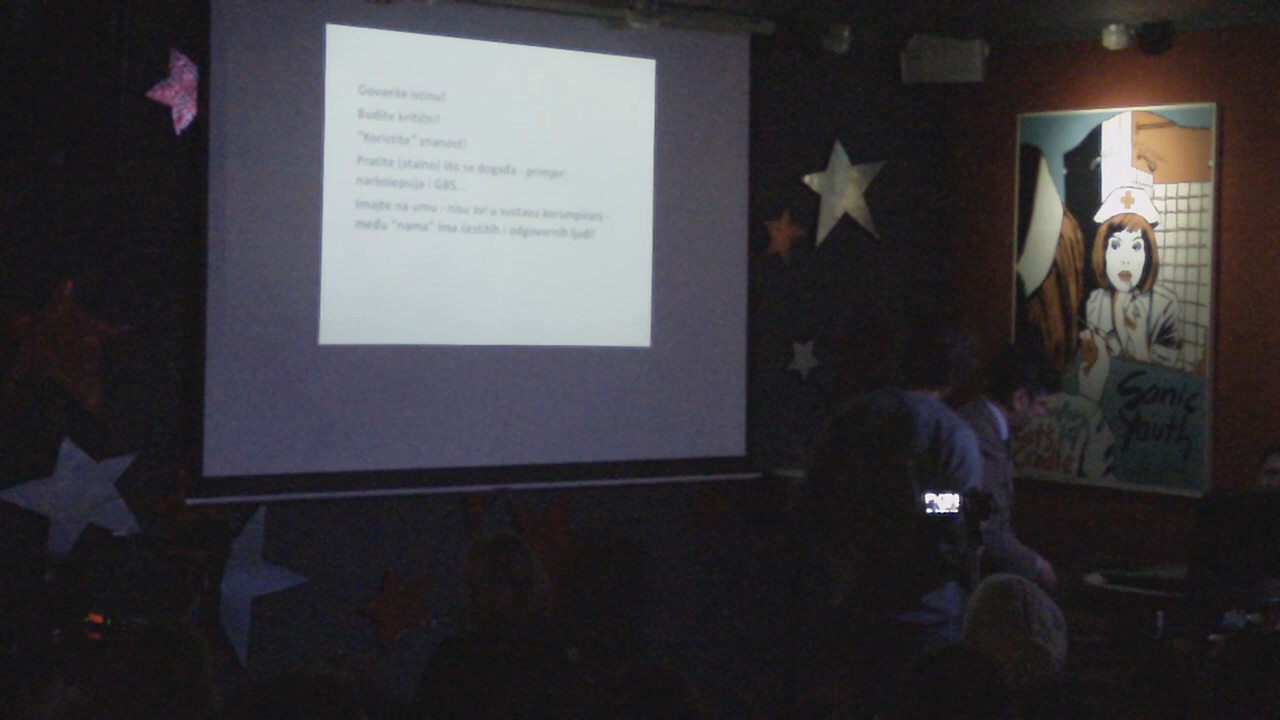 Govorite istinu!
Budite kritični!
"Koristite" znanost!
Pratite (stalno) što se događa - primjer:
narkolepsija i GBS...
Imajte na umu - nisu svi u sustavu korumpirani -
među "nama" ima čestitih i odgovornih ljudi!
Sonic
Youth